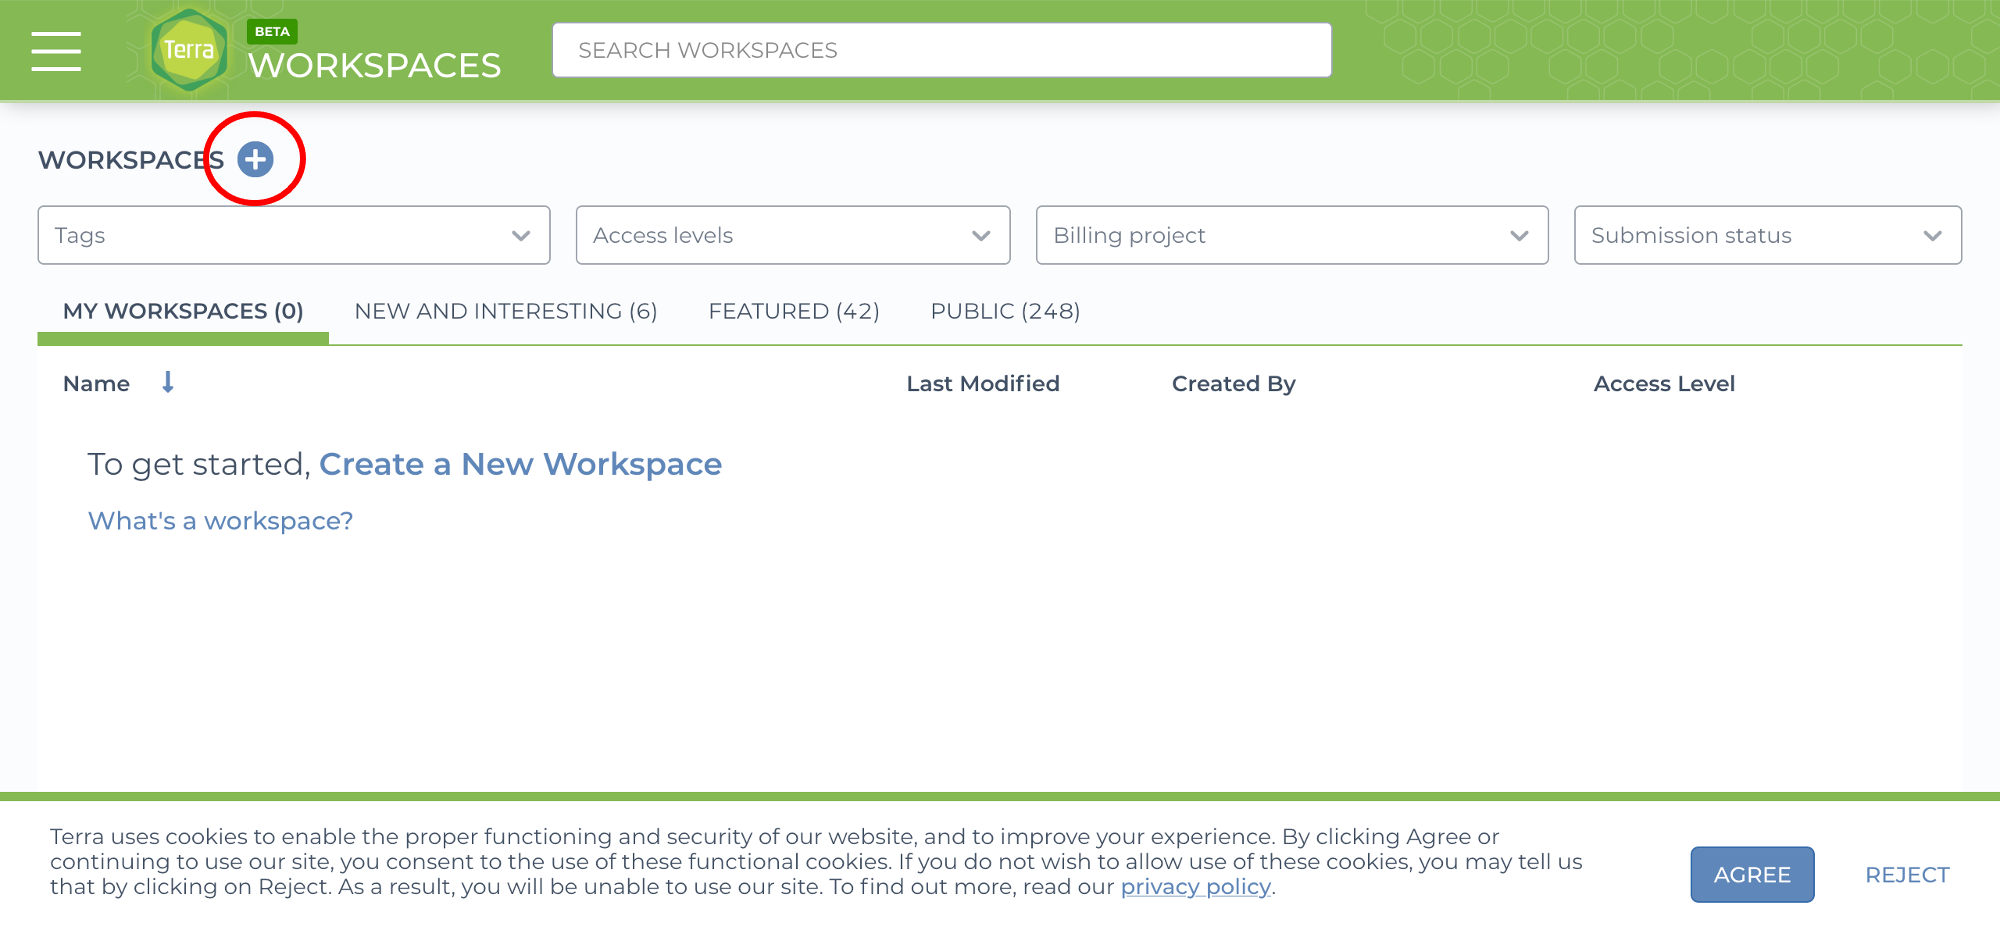 Terra
BETA
WORKSPACES
SEARCH WORKSPACES
WORKSPACES
Tags
Access levels
Billing project
Submission status
MY WORKSPACES (0)
NEW AND INTERESTING (6)
FEATURED (42)
PUBLIC (248)
Name
Last Modified
Created By
Access Level
To get started, Create a New Workspace
What's a workspace?
Terra uses cookies to enable the proper functioning and security of our website, and to improve your experience. By clicking Agree or
continuing to use our site, you consent to the use of these functional cookies. If you do not wish to allow use of these cookies, you may tell us
that by clicking on Reject. As a result, you will be unable to use our site. To find out more, read our privacy policy.
AGREE
REJECT